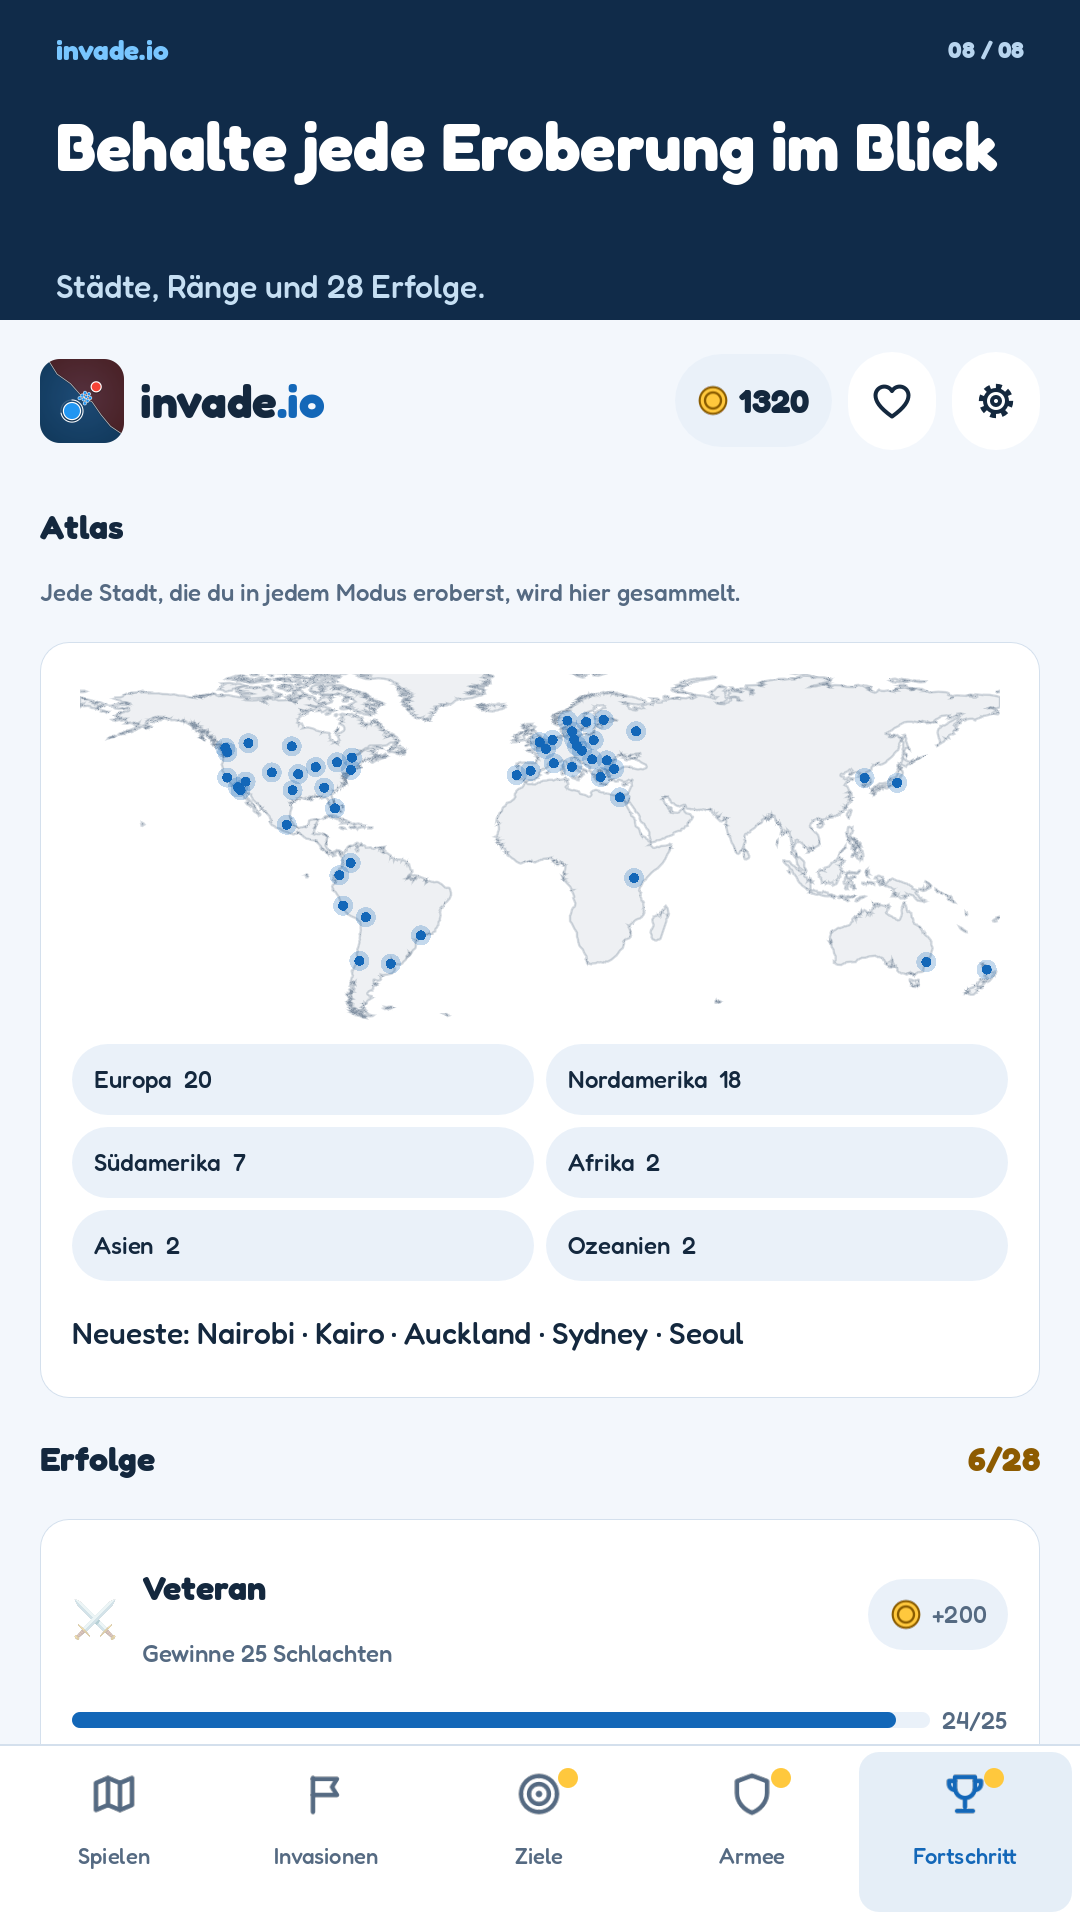 invade.io
08 / 08
Behalte jede Eroberung im Blick
Städte, Ränge und 28 Erfolge.
invade.io
1320
Atlas
Jede Stadt, die du in jedem Modus eroberst, wird hier gesammelt.
Europa 20
Nordamerika 18
Südamerika 7
Afrika 2
Asien 2
Ozeanien 2
Neueste: Nairobi · Kairo · Auckland · Sydney · Seoul
Erfolge
6/28
Veteran
+200
Gewinne 25 Schlachten
24/25
Spielen
Invasionen
Ziele
Armee
Fortschritt